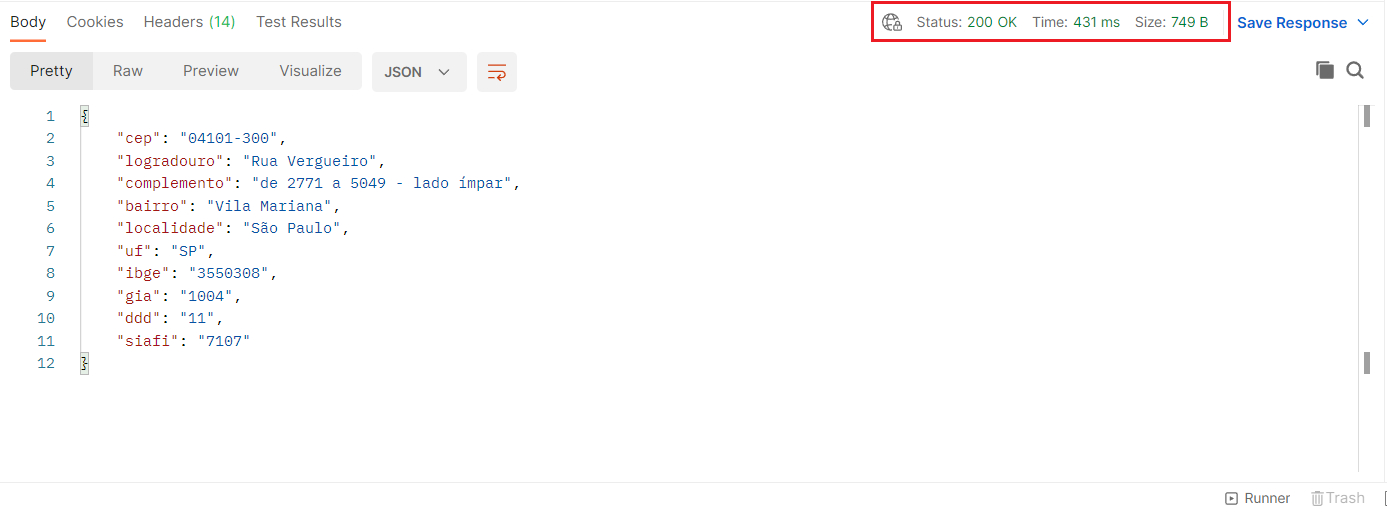 Body Cookies Headers (14) Test Results Status: 200 OK Time: 431 ms Size: 749 B Save Response
Pretty Raw Preview Visualize JSON
1 {
2 "cep": "04101-300",
3 "logradouro": "Rua Vergueiro",
4 "complemento": "de 2771 a 5049 - lado ímpar",
5 "bairro": "Vila Mariana",
6 "localidade": "São Paulo",
7 "uf": "SP",
8 "ibge": "3550308",
9 "gia": "1004",
10 "ddd": "11",
11 "siafi": "7107"
12 }
Runner Trash